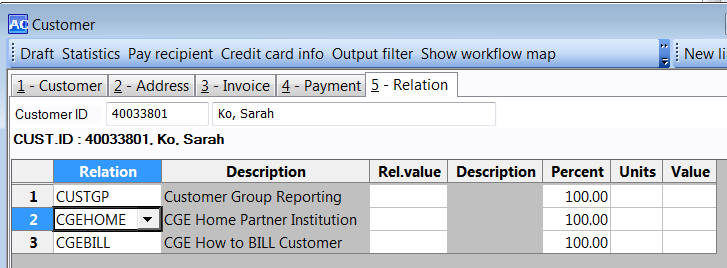 AC Customer
Draft Statistics Pay recipient Credit card info Output filter Show workflow map » New li
1 - Customer 2 - Address 3 - Invoice 4 - Payment 5 - Relation
Customer ID 40033801 Ko, Sarah
CUST.ID : 40033801, Ko, Sarah
Relation Description Rel.value Description Percent Units Value
1 CUSTGP Customer Group Reporting 100.00
2 CGEHOME CGE Home Partner Institution 100.00
3 CGEBILL CGE How to BILL Customer 100.00